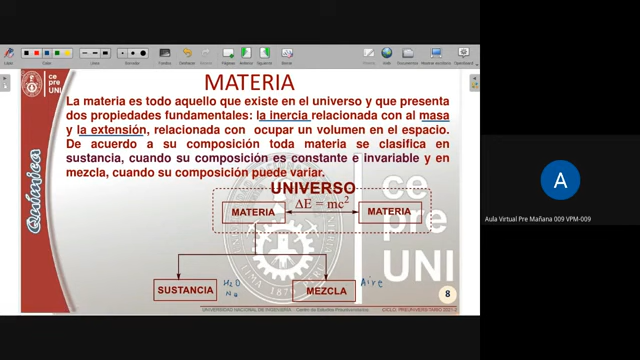 ce
pre
UNI
MATERIA
La materia es todo aquello que existe en el universo y que presenta
dos propiedades fundamentales: la inercia relacionada con al masa
y la extensión, relacionada con ocupar un volumen en el espacio.
De acuerdo a su composición toda materia se clasifica en
sustancia, cuando su composición es constante e invariable y en
mezcla, cuando su composición puede variar.
Química
UNIVERSO
ΔE = mc²
MATERIA
MATERIA
ce
pre
UNI
SUSTANCIA
H2O
MEZCLA
Aire
8
UNIVERSIDAD NACIONAL DE INGENIERÍA - Centro de Estudios Preuniversitarios
A
Aula Virtual Pre Mañana 009 VPM-009